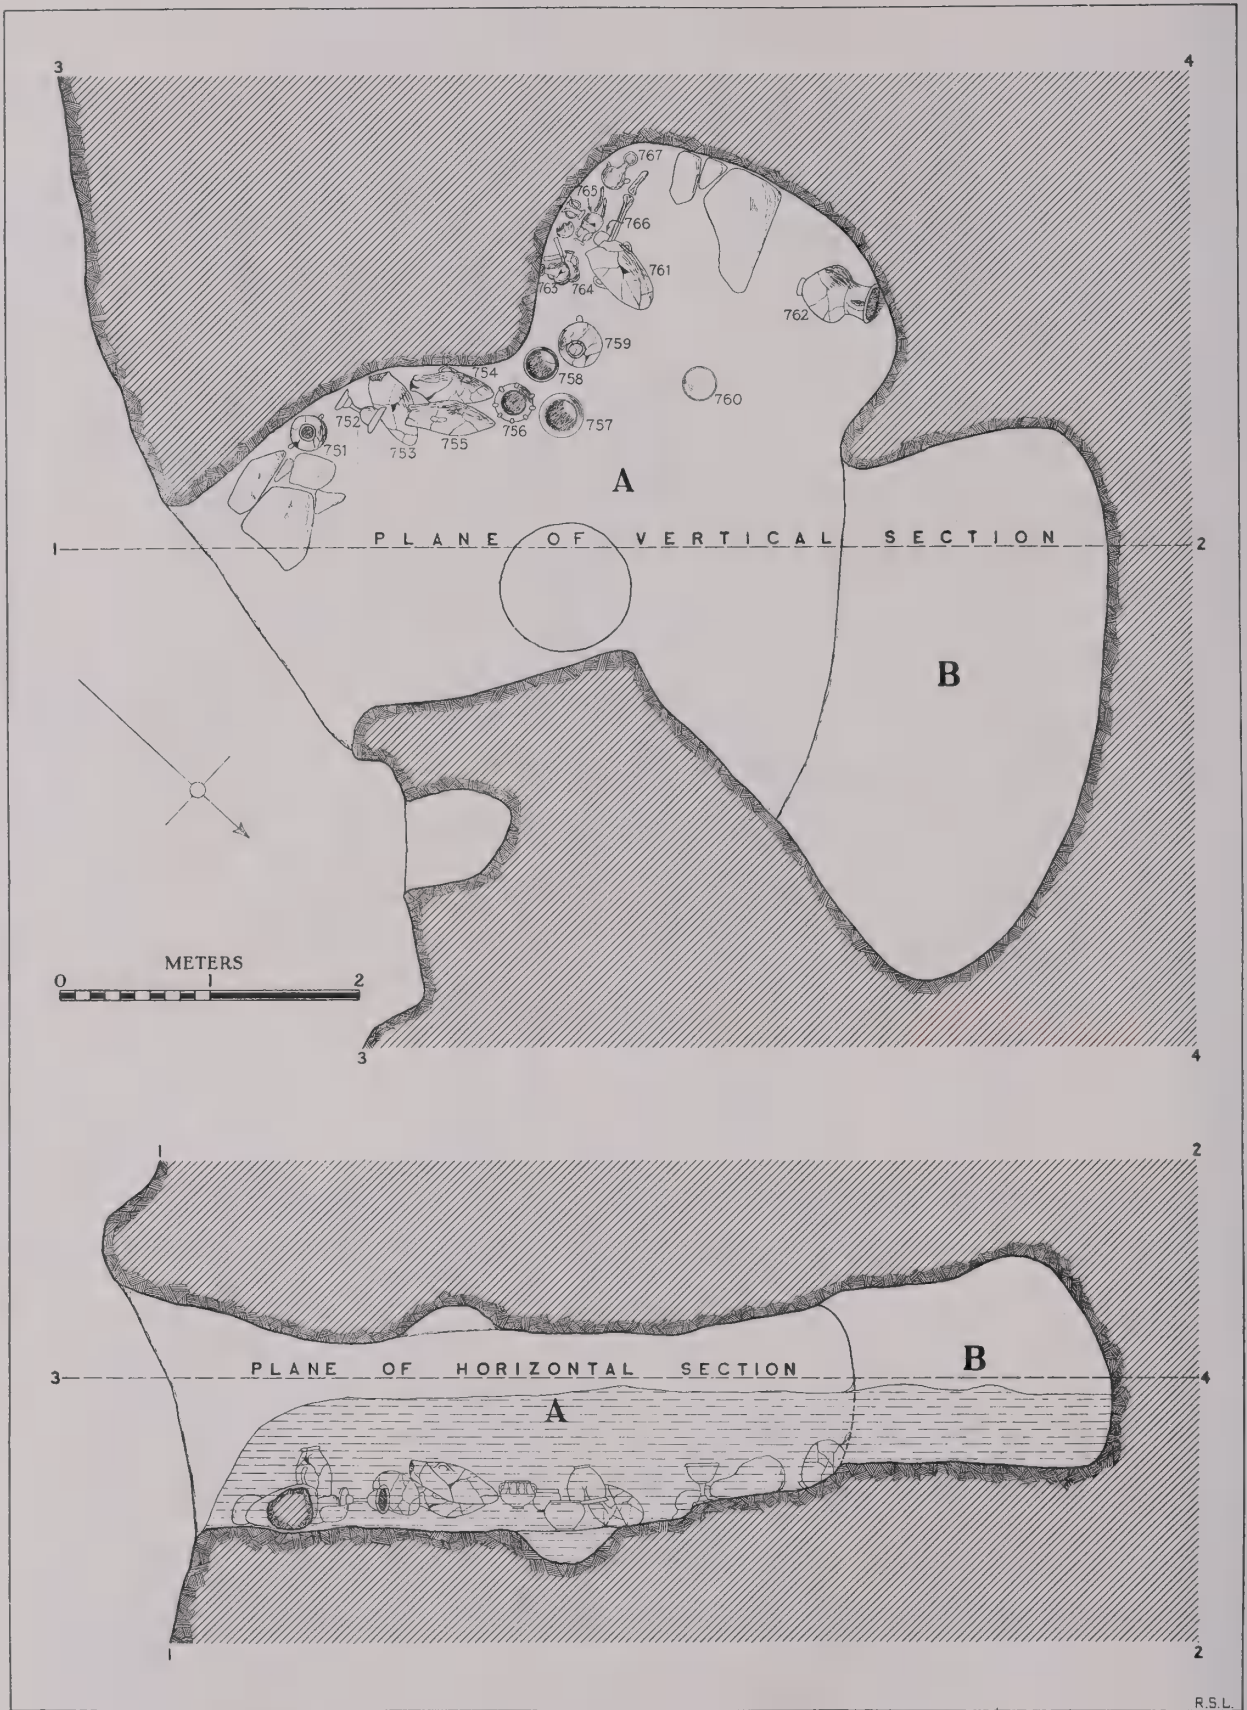 3 4
767
765
766
763 764 761
762
759
754 758
760
752 756 757
751 753 755
A
1 PLANE OF VERTICAL SECTION 2
B
METERS
0 1 2
3 4
1 2
PLANE OF HORIZONTAL SECTION B
3 4
A
1 2
R.S.L.